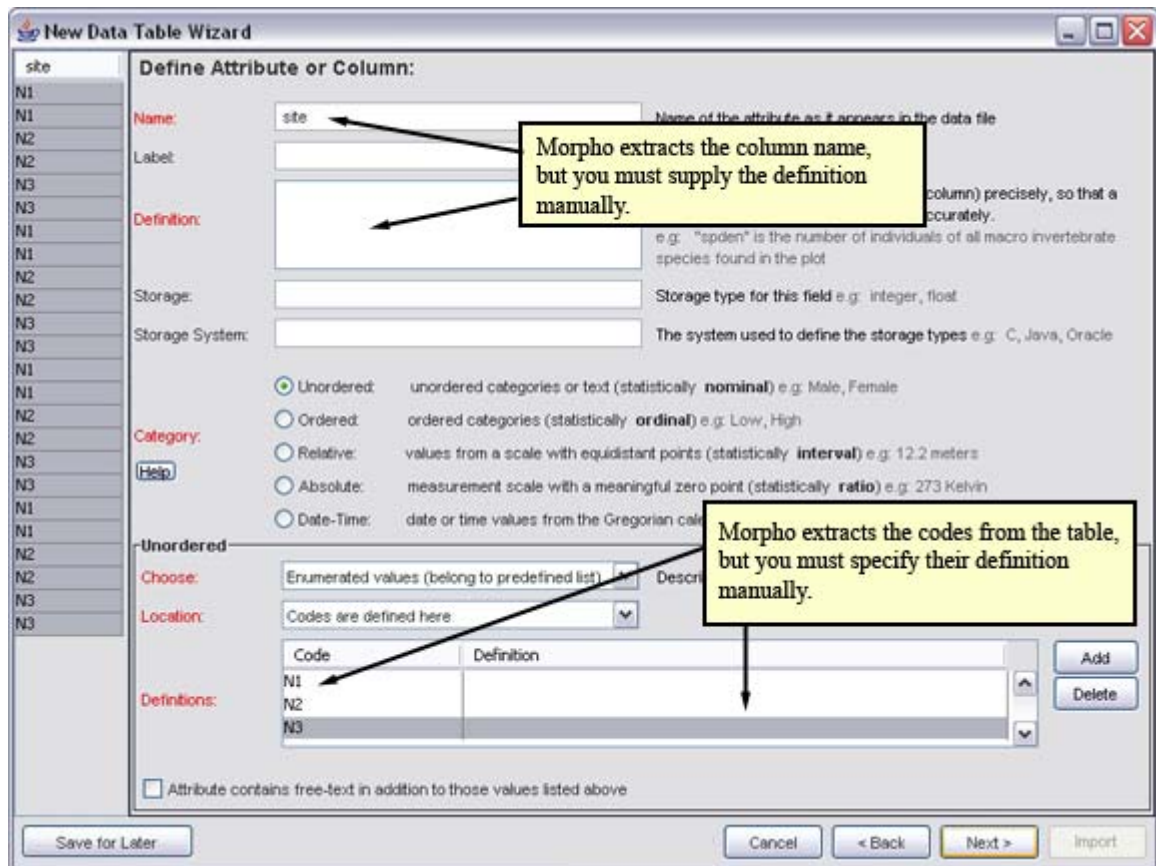 New Data Table Wizard
site
N1
N1
N2
N2
N3
N3
N1
N1
N2
N2
N3
N3
N1
N1
N2
N2
N3
N3
N1
N1
N2
N2
N3
N3
Define Attribute or Column:
Name:
site
Name of the attribute as it appears in the data file
Label:
Morpho extracts the column name,
but you must supply the definition
manually.
Definition:
column) precisely, so that a
ccurately.
e.g: "spden" is the number of individuals of all macro invertebrate
species found in the plot
Storage:
Storage type for this field e.g: integer, float
Storage System:
The system used to define the storage types e.g: C, Java, Oracle
Category:
Help
Unordered: unordered categories or text (statistically nominal) e.g: Male, Female
Ordered: ordered categories (statistically ordinal) e.g: Low, High
Relative: values from a scale with equidistant points (statistically interval) e.g: 12.2 meters
Absolute: measurement scale with a meaningful zero point (statistically ratio) e.g: 273 Kelvin
Date-Time: date or time values from the Gregorian cale
Morpho extracts the codes from the table,
but you must specify their definition
manually.
Unordered
Choose:
Enumerated values (belong to predefined list)
Descri
Location:
Codes are defined here
Definitions:
Code Definition
N1
N2
N3
Add
Delete
Attribute contains free-text in addition to those values listed above
Save for Later
Cancel
< Back
Next >
Import